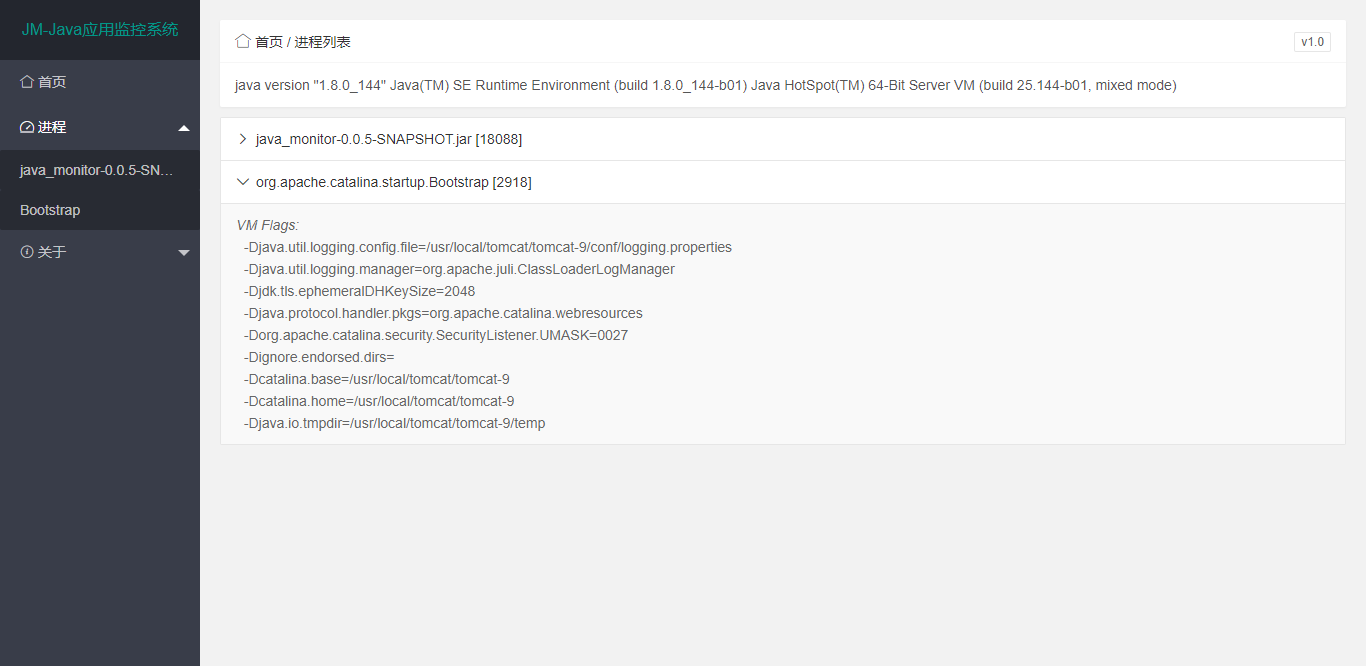 JM-Java应用监控系统
首页
进程
java_monitor-0.0.5-SN...
Bootstrap
关于
首页 / 进程列表
v1.0
java version "1.8.0_144" Java(TM) SE Runtime Environment (build 1.8.0_144-b01) Java HotSpot(TM) 64-Bit Server VM (build 25.144-b01, mixed mode)
java_monitor-0.0.5-SNAPSHOT.jar [18088]
org.apache.catalina.startup.Bootstrap [2918]
VM Flags:
-Djava.util.logging.config.file=/usr/local/tomcat/tomcat-9/conf/logging.properties
-Djava.util.logging.manager=org.apache.juli.ClassLoaderLogManager
-Djdk.tls.ephemeralDHKeySize=2048
-Djava.protocol.handler.pkgs=org.apache.catalina.webresources
-Dorg.apache.catalina.security.SecurityListener.UMASK=0027
-Dignore.endorsed.dirs=
-Dcatalina.base=/usr/local/tomcat/tomcat-9
-Dcatalina.home=/usr/local/tomcat/tomcat-9
-Djava.io.tmpdir=/usr/local/tomcat/tomcat-9/temp